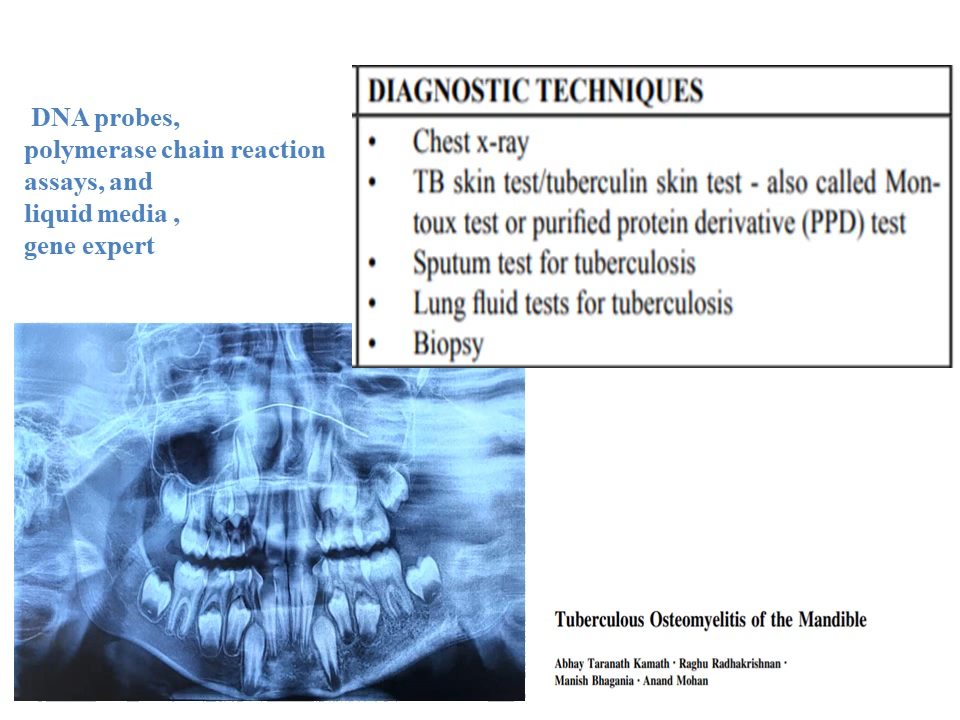 DNA probes,
polymerase chain reaction
assays, and
liquid media ,
gene expert
DIAGNOSTIC TECHNIQUES
• Chest x-ray
• TB skin test/tuberculin skin test - also called Mon-
toux test or purified protein derivative (PPD) test
• Sputum test for tuberculosis
• Lung fluid tests for tuberculosis
• Biopsy
Tuberculous Osteomyelitis of the Mandible
Abhay Taranath Kamath · Raghu Radhakrishnan ·
Manish Bhagania · Anand Mohan